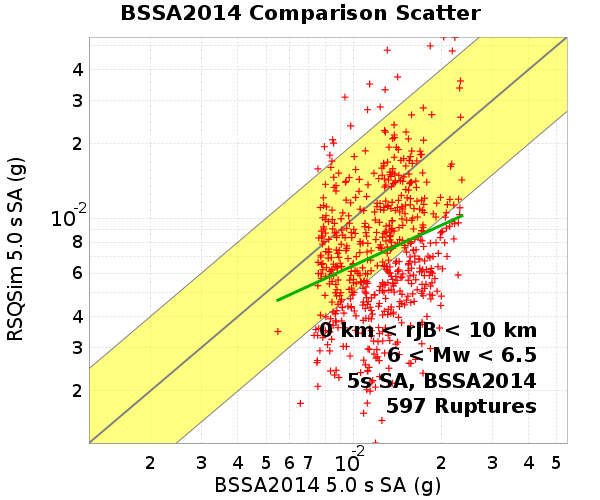 BSSA2014 Comparison Scatter
RSQSim 5.0 s SA (g)
4
3
2
10-2
8
6
4
3
2
0 km < rJB < 10 km
6 < Mw < 6.5
5s SA, BSSA2014
597 Ruptures
2 3 4 5 6 7 10-2 2 3 4 5
BSSA2014 5.0 s SA (g)